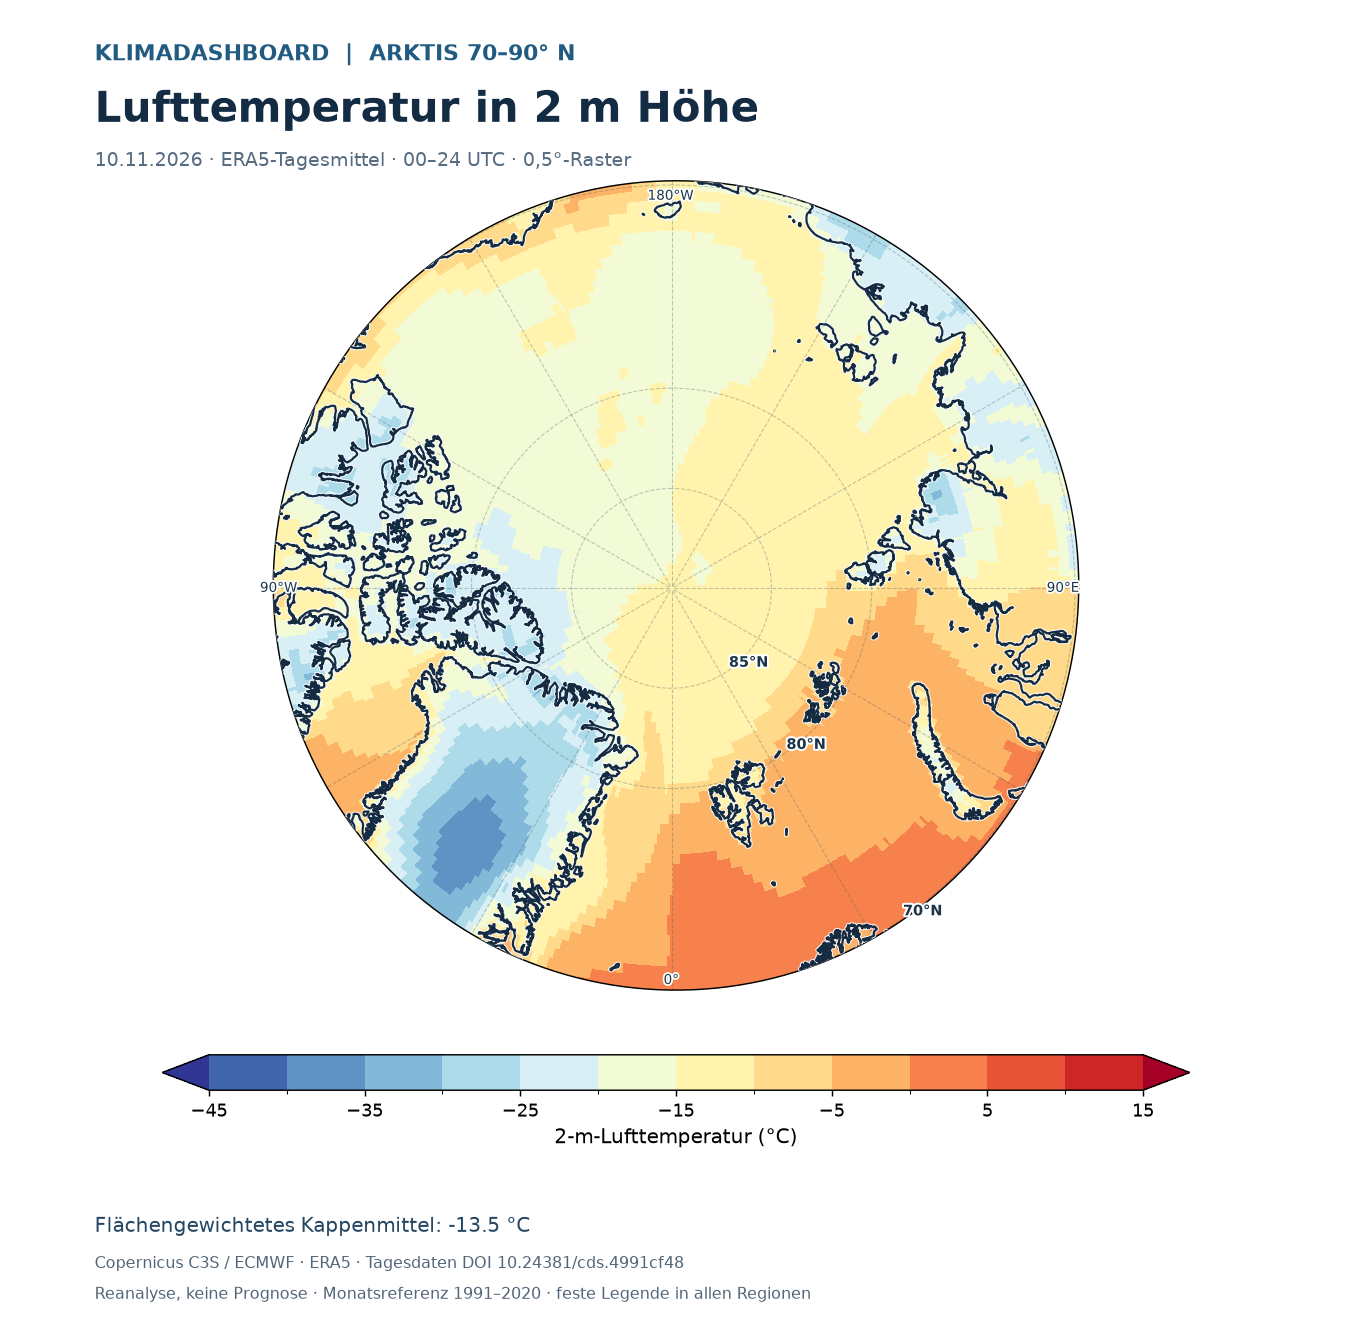 KLIMADASHBOARD | ARKTIS 70–90° N
Lufttemperatur in 2 m Höhe
10.11.2026 · ERA5-Tagesmittel · 00–24 UTC · 0,5°-Raster
180°W
90°W
90°E
85°N
80°N
70°N
0°
−45 −35 −25 −15 −5 5 15
2-m-Lufttemperatur (°C)
Flächengewichtetes Kappenmittel: -13.5 °C
Copernicus C3S / ECMWF · ERA5 · Tagesdaten DOI 10.24381/cds.4991cf48
Reanalyse, keine Prognose · Monatsreferenz 1991–2020 · feste Legende in allen Regionen